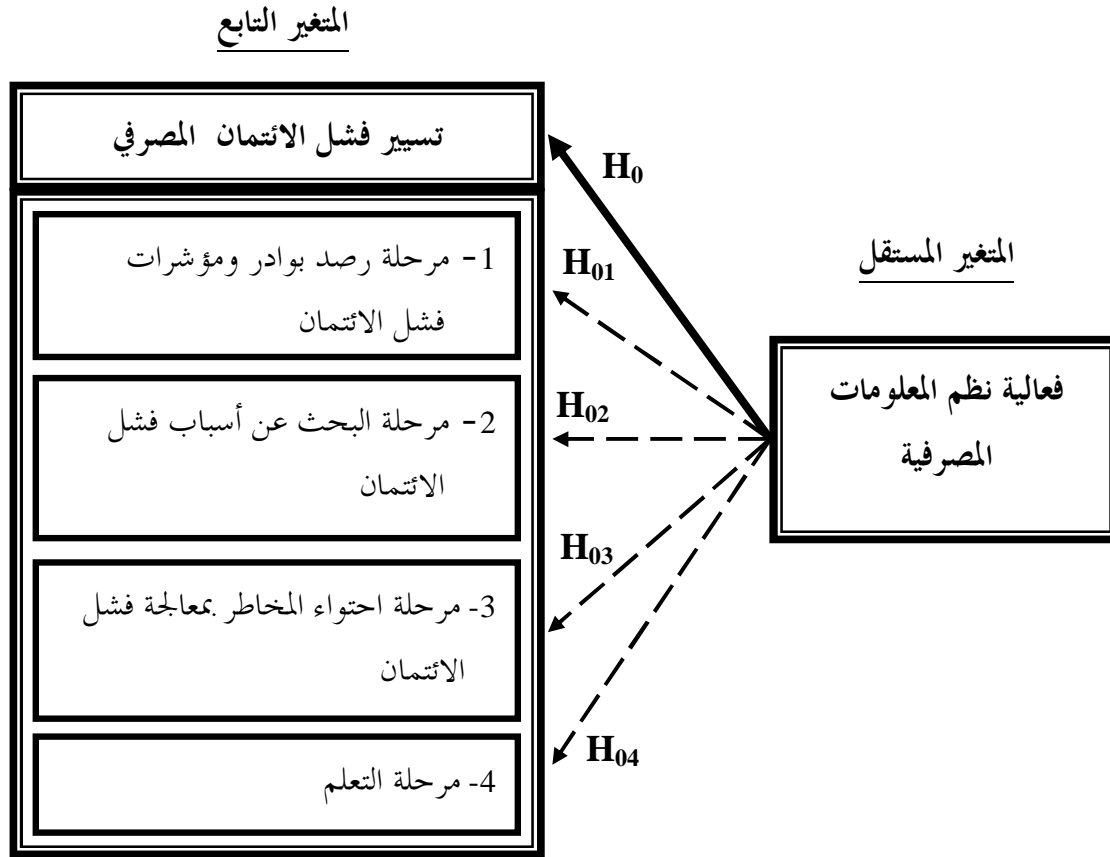 المتغير التابع
تسيير فشل الائتمان المصرفي
H₀
1- مرحلة رصد بوادر ومؤشرات
فشل الائتمان
H₀₁
المتغير المستقل
فعالية نظم المعلومات
المصرفية
2- مرحلة البحث عن أسباب فشل
الائتمان
H₀₂
3- مرحلة احتواء المخاطر بمعالجة فشل
الائتمان
H₀₃
4- مرحلة التعلم
H₀₄